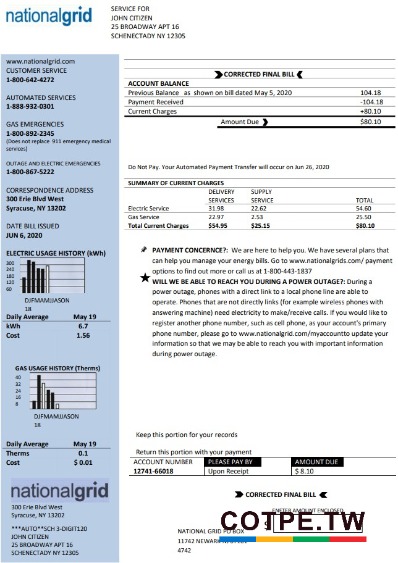 nationalgrid
SERVICE FOR
JOHN CITIZEN
25 BROADWAY APT 16
SCHENECTADY NY 12305
www.nationalgrid.com
CUSTOMER SERVICE
1-800-642-4272
AUTOMATED SERVICES
1-888-932-0301
GAS EMERGENCIES
1-800-892-2345
(Does not replace 911 emergency medical
services)
OUTAGE AND ELECTRIC EMERGENCIES
1-800-867-5222
CORRESPONDENCE ADDRESS
300 Erie Blvd West
Syracuse, NY 13202
DATE BILL ISSUED
JUN 6, 2020
ELECTRIC USAGE HISTORY (kWh)
300
240
180
120
60
DJFMAMJJASON
18
Daily Average May 19
kWh 6.7
Cost 1.56
GAS USAGE HISTORY (Therms)
40
32
24
16
8
DJFMAMJJASON
18
Daily Average May 19
Therms 0.1
Cost $ 0.01
nationalgrid
300 Erie Blvd West
Syracuse, NY 13202
***AUTO**SCH 3-DIGIT120
JOHN CITIZEN
25 BROADWAY APT 16
SCHENECTADY NY 12305
CORRECTED FINAL BILL
ACCOUNT BALANCE
Previous Balance as shown on bill dated May 5, 2020 104.18
Payment Received -104.18
Current Charges +80.10
Amount Due $80.10
Do Not Pay. Your Automated Payment Transfer will occur on Jun 26, 2020
SUMMARY OF CURRENT CHARGES
DELIVERY SUPPLY
SERVICES SERVICE TOTAL
Electric Service 31.98 22.62 54.60
Gas Service 22.97 2.53 25.50
Total Current Charges $54.95 $25.15 $80.10
PAYMENT CONCERNE?: We are here to help you. We have several plans that
can help you manage your energy bills. Go to www.nationalgrids.com/ payment
options to find out more or call us at 1-800-443-1837
WILL WE BE ABLE TO REACH YOU DURING A POWER OUTAGE?: During a
power outage, phones with a direct link to a local phone line are able to
operate. Phones that are not directly links (for example wireless phones with
answering machine) need electricity to make/receive calls. If you would like to
register another phone number, such as cell phone, as your account's primary
phone number, please go to www.nationalgrid.com/myaccountto update your
information so that we may be able to reach you with important information
during power outage.
Keep this portion for your records
Return this portion with your payment
ACCOUNT NUMBER PLEASE PAY BY AMOUNT DUE
12741-66018 Upon Receipt $ 8.10
CORRECTED FINAL BILL
ENETER AMOUNT ENCLOSED
$
NATIONAL GRID PO BOX
11742 NEWARK
4742
COTPE.TW